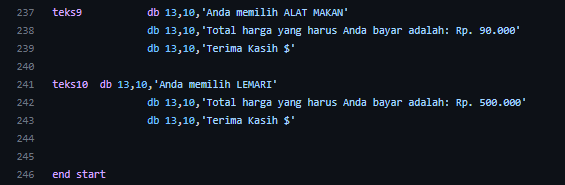 237 teks9 db 13,10,'Anda memilih ALAT MAKAN'
238 db 13,10,'Total harga yang harus Anda bayar adalah: Rp. 90.000'
239 db 13,10,'Terima Kasih $'
240
241 teks10 db 13,10,'Anda memilih LEMARI'
242 db 13,10,'Total harga yang harus Anda bayar adalah: Rp. 500.000'
243 db 13,10,'Terima Kasih $'
244
245
246 end start